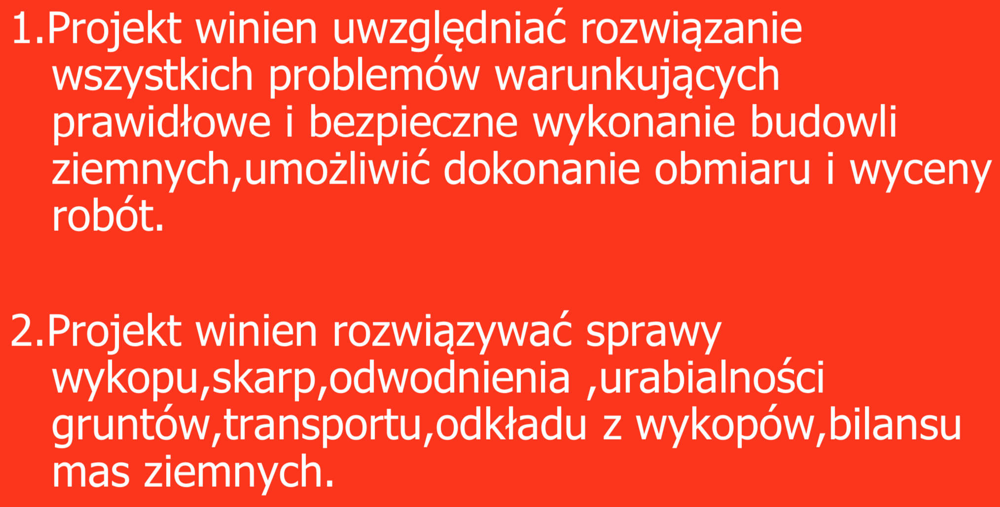 1.Projekt winien uwzględniać rozwiązanie
wszystkich problemów warunkujących
prawidłowe i bezpieczne wykonanie budowli
ziemnych,umożliwić dokonanie obmiaru i wyceny
robót.
2.Projekt winien rozwiązywać sprawy
wykopu,skarp,odwodnienia ,urabialności
gruntów,transportu,odkładu z wykopów,bilansu
mas ziemnych.